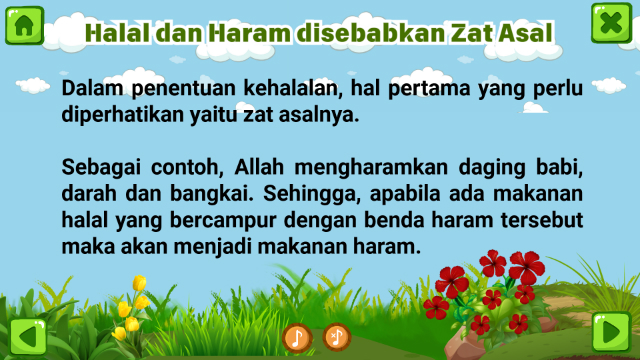 Halal dan Haram disebabkan Zat Asal
Dalam penentuan kehalalan, hal pertama yang perlu
diperhatikan yaitu zat asalnya.
Sebagai contoh, Allah mengharamkan daging babi,
darah dan bangkai. Sehingga, apabila ada makanan
halal yang bercampur dengan benda haram tersebut
maka akan menjadi makanan haram.